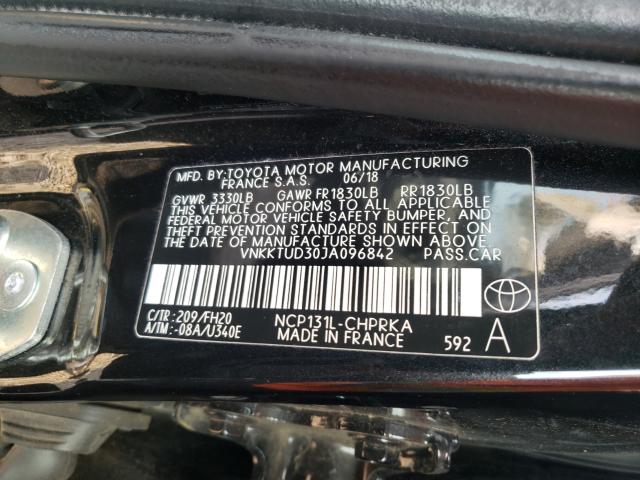 MFD. BY:TOYOTA MOTOR MANUFACTURING
FRANCE S.A.S. 06/18
GVWR 3330LB GAWR FR1830LB RR1830LB
THIS VEHICLE CONFORMS TO ALL APPLICABLE
FEDERAL MOTOR VEHICLE SAFETY, BUMPER, AND
THEFT PREVENTION STANDARDS IN EFFECT ON
THE DATE OF MANUFACTURE SHOWN ABOVE.
VNKKTUD30JA096842 PASS.CAR
C/TR: 209/FH20 NCP131L-CHPRKA
A/TM: -08A/U340E MADE IN FRANCE 592 A